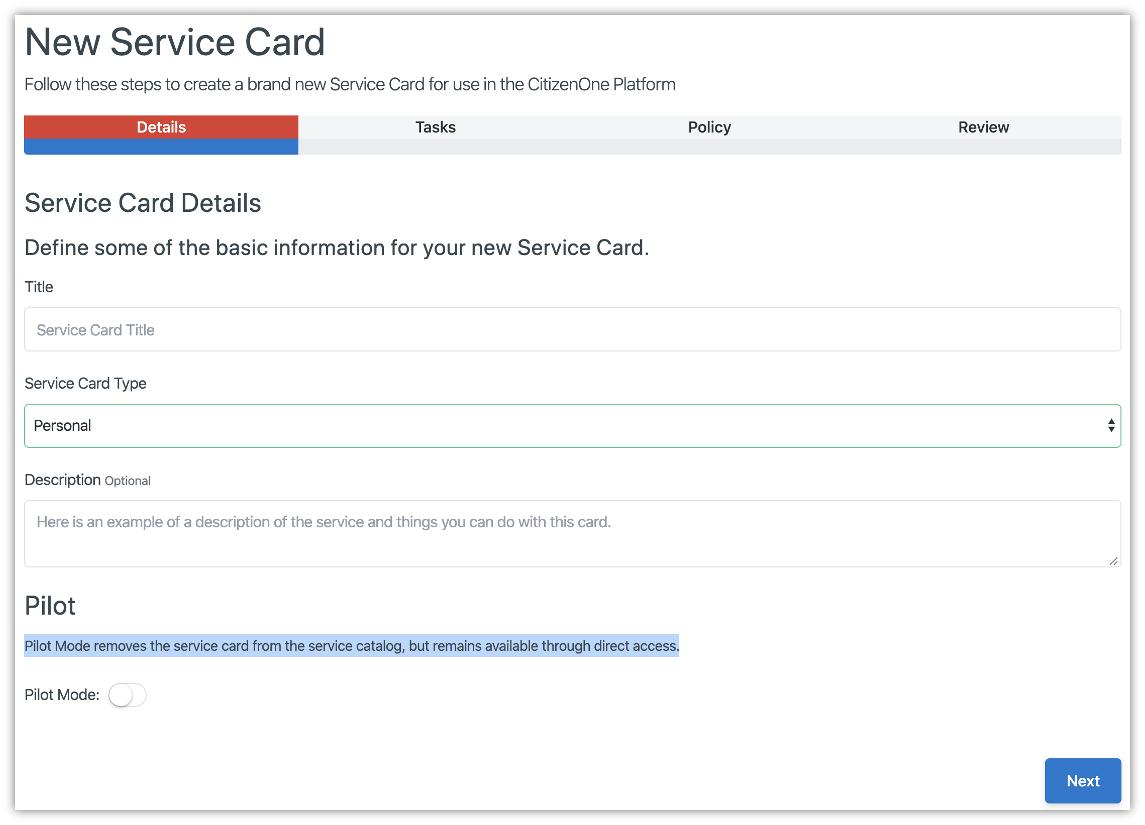 New Service Card
Follow these steps to create a brand new Service Card for use in the CitizenOne Platform
Details
Tasks
Policy
Review
Service Card Details
Define some of the basic information for your new Service Card.
Title
Service Card Title
Service Card Type
Personal
Description Optional
Here is an example of a description of the service and things you can do with this card.
Pilot
Pilot Mode removes the service card from the service catalog, but remains available through direct access.
Pilot Mode:
Next